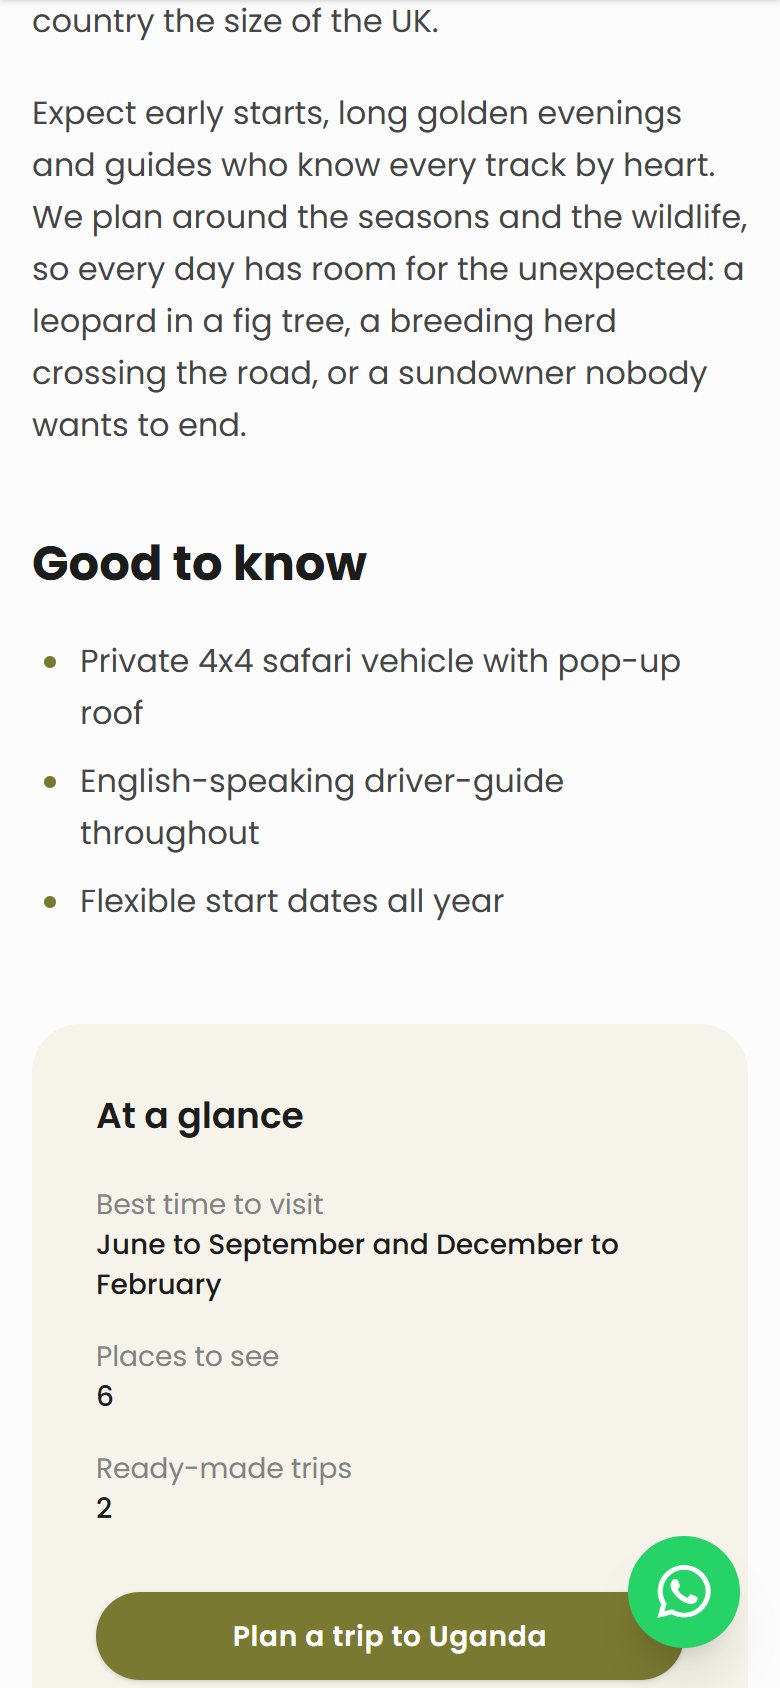 country the size of the UK.
Expect early starts, long golden evenings
and guides who know every track by heart.
We plan around the seasons and the wildlife,
so every day has room for the unexpected: a
leopard in a fig tree, a breeding herd
crossing the road, or a sundowner nobody
wants to end.
Good to know
Private 4x4 safari vehicle with pop-up
roof
English-speaking driver-guide
throughout
Flexible start dates all year
At a glance
Best time to visit
June to September and December to
February
Places to see
6
Ready-made trips
2
Plan a trip to Uganda